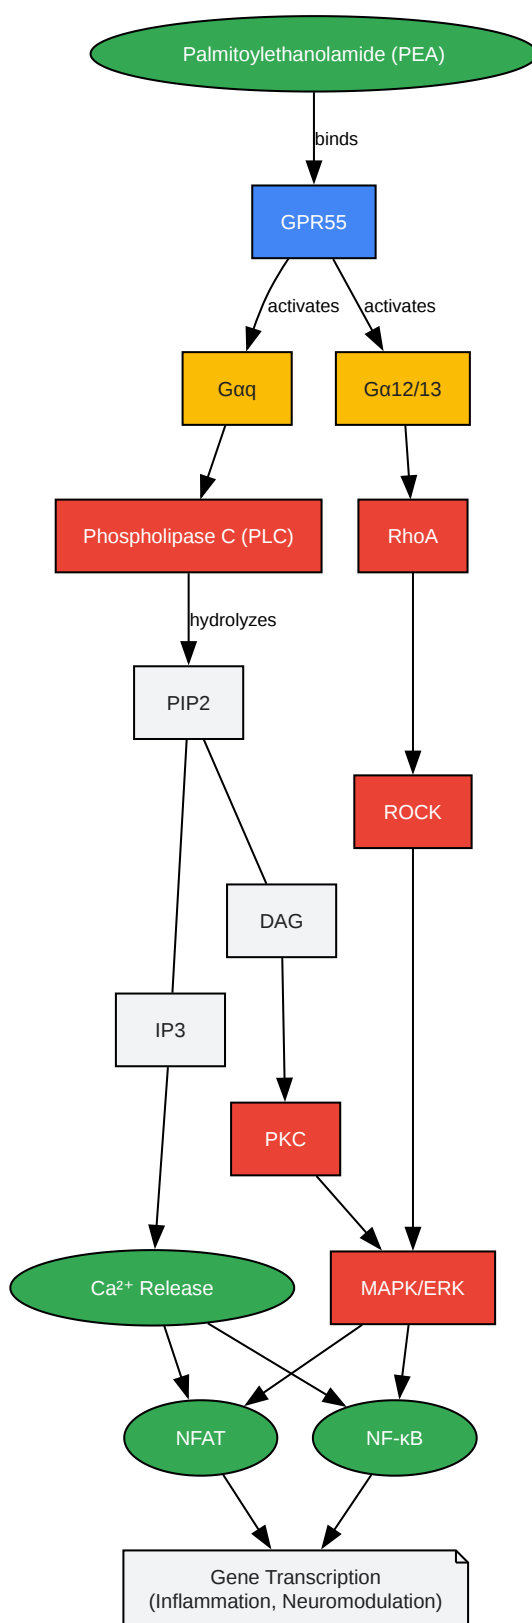 Palmitoylethanolamide (PEA)
binds
GPR55
activates
activates
Gαq
Gα12/13
Phospholipase C (PLC)
RhoA
hydrolyzes
PIP2
ROCK
DAG
IP3
PKC
Ca²⁺ Release
MAPK/ERK
NFAT
NF-κB
Gene Transcription
(Inflammation, Neuromodulation)